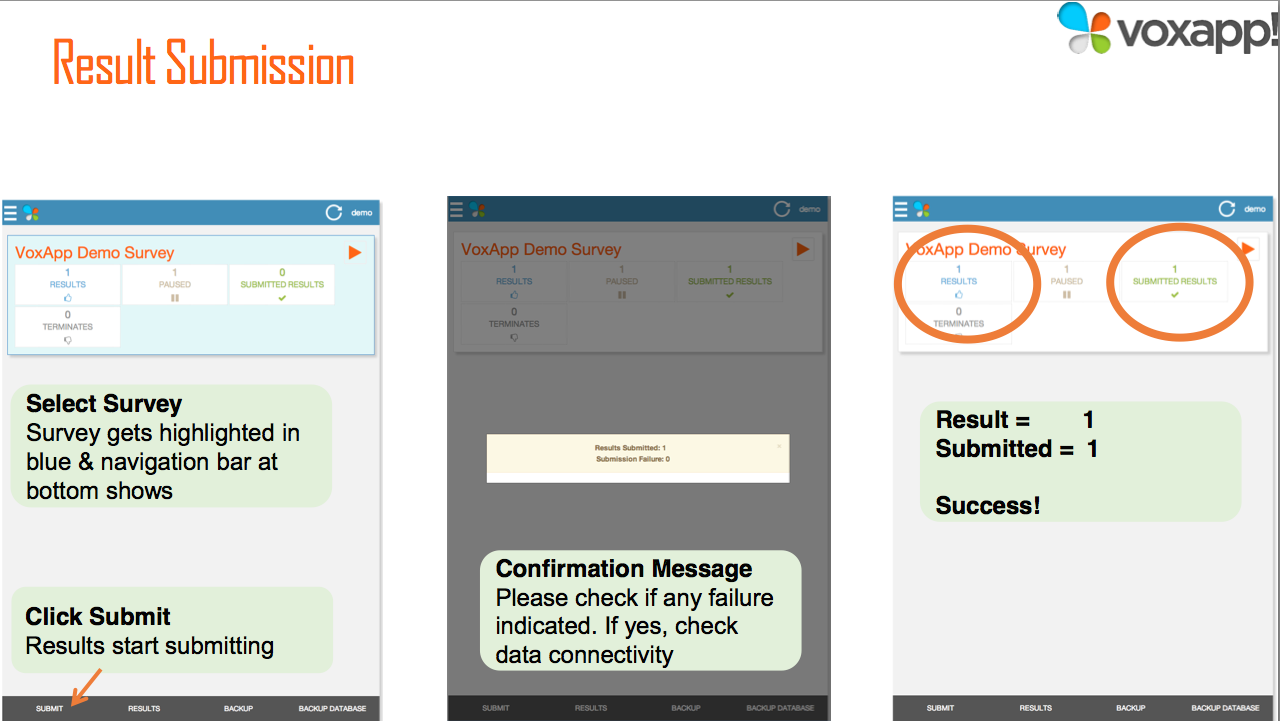 voxapp!
Result Submission
demo
VoxApp Demo Survey
1
RESULTS
1
PAUSED
0
SUBMITTED RESULTS
0
TERMINATES
Select Survey
Survey gets highlighted in
blue & navigation bar at
bottom shows
Click Submit
Results start submitting
SUBMIT RESULTS BACKUP BACKUP DATABASE
demo
VoxApp Demo Survey
1
RESULTS
1
PAUSED
1
SUBMITTED RESULTS
0
TERMINATES
Results Submitted: 1
Submission Failure: 0
Confirmation Message
Please check if any failure
indicated. If yes, check
data connectivity
SUBMIT RESULTS BACKUP BACKUP DATABASE
demo
VoxApp Demo Survey
1
RESULTS
1
PAUSED
1
SUBMITTED RESULTS
0
TERMINATES
Result = 1
Submitted = 1
Success!
SUBMIT RESULTS BACKUP BACKUP DATABASE